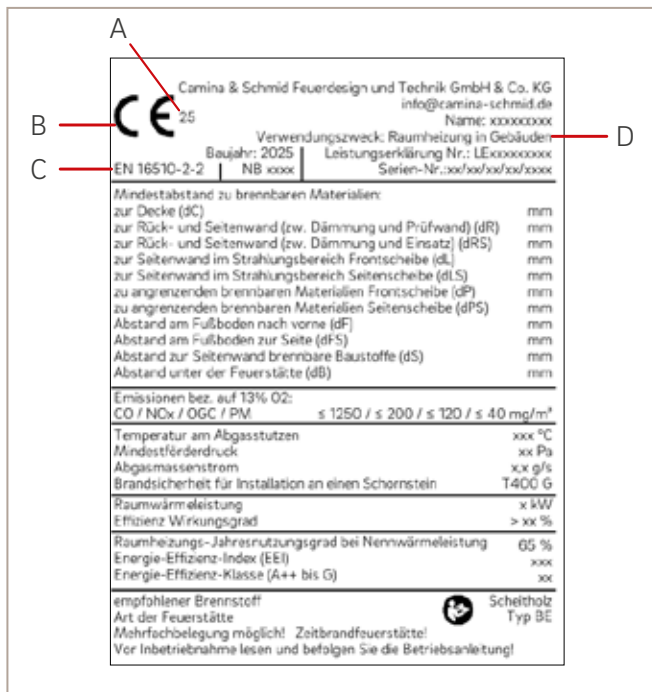 A
Camina & Schmid Feuerdesign und Technik GmbH & Co. KG
info@camina-schmid.de
CE 25
Name: xxxxxxxxx
B
Verwendungszweck: Raumheizung in Gebäuden
D
Baujahr: 2025 Leistungserklärung Nr.: LExxxxxxxxx
C
EN 16510-2-2 NB xxxx Serien-Nr.:xx/xx/xx/xx/xxxx
Mindestabstand zu brennbaren Materialien:
zur Decke (dC) mm
zur Rück- und Seitenwand (zw. Dämmung und Prüfwand) (dR) mm
zur Rück- und Seitenwand (zw. Dämmung und Einsatz) (dRS) mm
zur Seitenwand im Strahlungsbereich Frontscheibe (dL) mm
zur Seitenwand im Strahlungsbereich Seitenscheibe (dLS) mm
zu angrenzenden brennbaren Materialien Frontscheibe (dP) mm
zu angrenzenden brennbaren Materialien Seitenscheibe (dPS) mm
Abstand am Fußboden nach vorne (dF) mm
Abstand am Fußboden zur Seite (dFS) mm
Abstand zur Seitenwand brennbare Baustoffe (dS) mm
Abstand unter der Feuerstätte (dB) mm
Emissionen bez. auf 13% O2:
CO / NOx / OGC / PM ≤ 1250 / ≤ 200 / ≤ 120 / ≤ 40 mg/m³
Temperatur am Abgasstutzen xxx °C
Mindestförderdruck xx Pa
Abgasmassenstrom x,x g/s
Brandsicherheit für Installation an einen Schornstein T400 G
Raumwärmeleistung x kW
Effizienz Wirkungsgrad > xx %
Raumheizungs-Jahresnutzungsgrad bei Nennwärmeleistung 65 %
Energie-Effizienz-Index (EEI) xxx
Energie-Effizienz-Klasse (A++ bis G) xx
empfohlener Brennstoff Scheitholz
Art der Feuerstätte Typ BE
Mehrfachbelegung möglich! Zeitbrandfeuerstätte!
Vor Inbetriebnahme lesen und befolgen Sie die Betriebsanleitung!